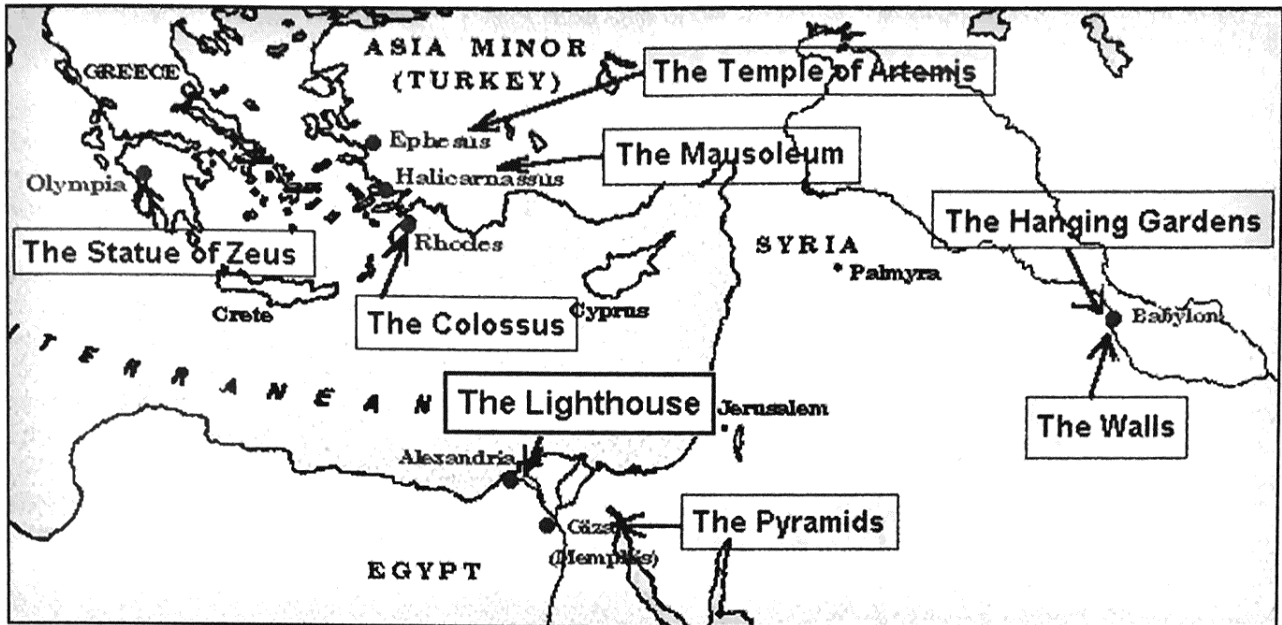 ASIA MINOR
(TURKEY)
GREECE
The Temple of Artemis
Ephesus
The Mausoleum
Olympia
Halicarnassus
The Hanging Gardens
The Statue of Zeus
Rhodes
SYRIA
Palmyra
Crete
The Colossus
Cyprus
Babylon
TERRANEAN
The Lighthouse
Jerusalem
The Walls
Alexandria
The Pyramids
Giza
(Memphis)
EGYPT